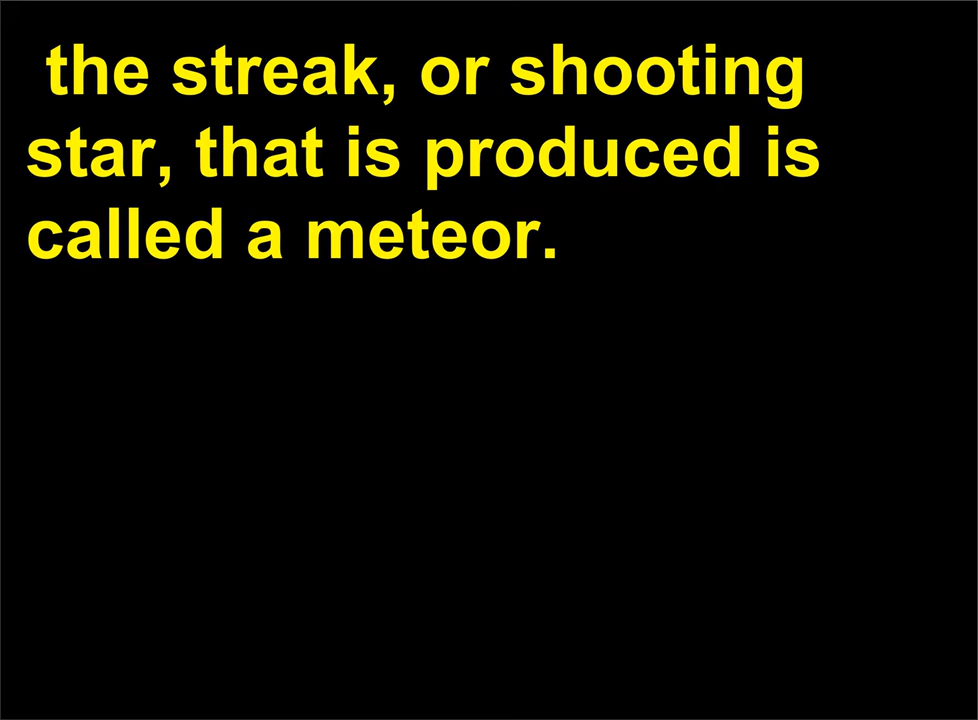 the streak, or shooting
star, that is produced is
called a meteor.